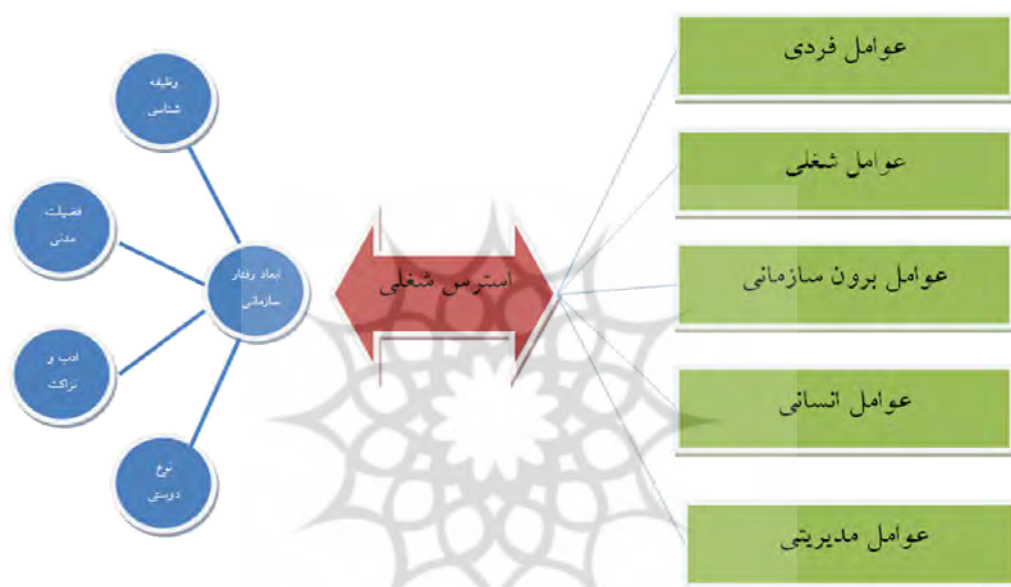 عوامل فردی
عوامل شغلی
عوامل برون سازمانی
عوامل انسانی
عوامل مدیریتی
استرس شغلی
ابعاد رفتار
سازمانی
وظیفه
شناسی
فضیلت
مدنی
ادب و
نزاکت
نوع
دوستی